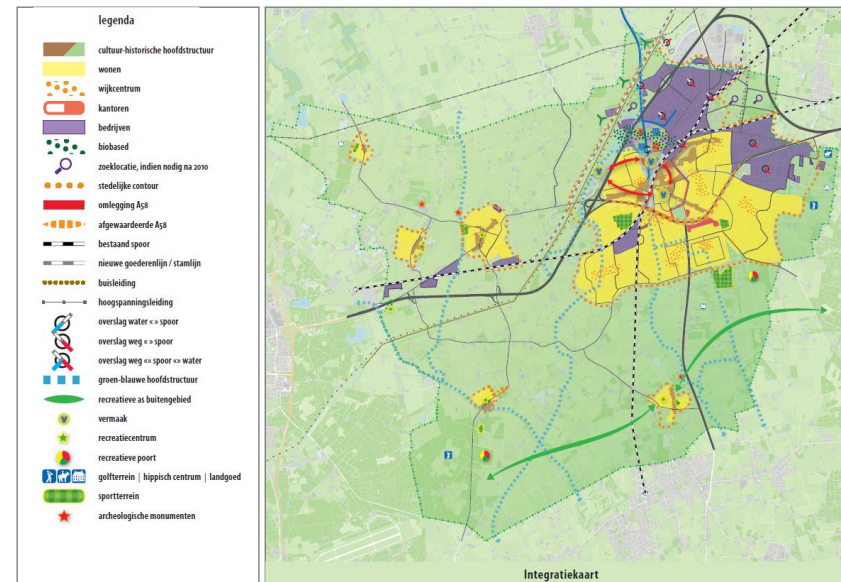 legenda
cultuur-historische hoofdstructuur
wonen
wijkcentrum
kantoren
bedrijven
biobased
zoeklocatie, indien nodig na 2010
stedelijke contour
omlegging A58
afgewaardeerde A58
bestaand spoor
nieuwe goederenlijn / stamlijn
buisleiding
hoogspanningsleiding
overslag water « » spoor
overslag weg « » spoor
overslag weg «» spoor «» water
groen-blauwe hoofdstructuur
recreatieve as buitengebied
vermaak
recreatiecentrum
recreatieve poort
golfterrein | hippisch centrum | landgoed
sportterrein
archeologische monumenten
Integratiekaart